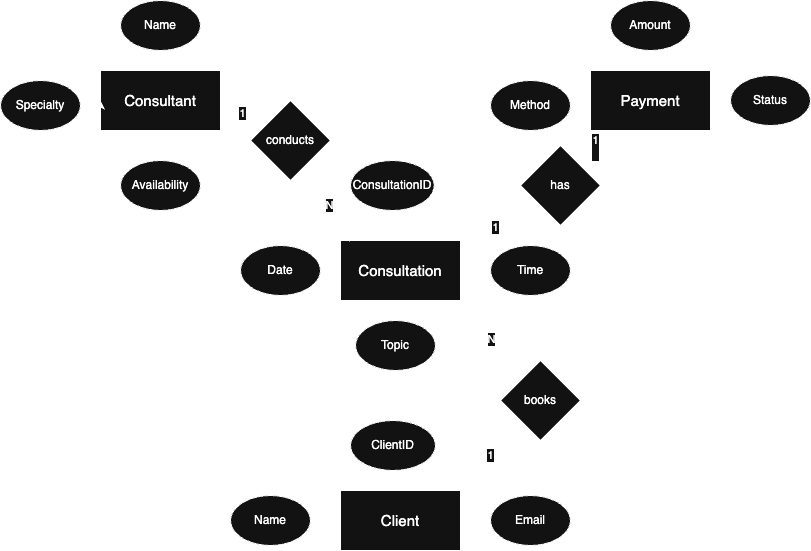 Name
Amount
Specialty
Consultant
Method
Payment
Status
1
conducts
1
Availability
ConsultationID
has
N
1
Date
Consultation
Time
Topic
N
books
ClientID
1
Name
Client
Email